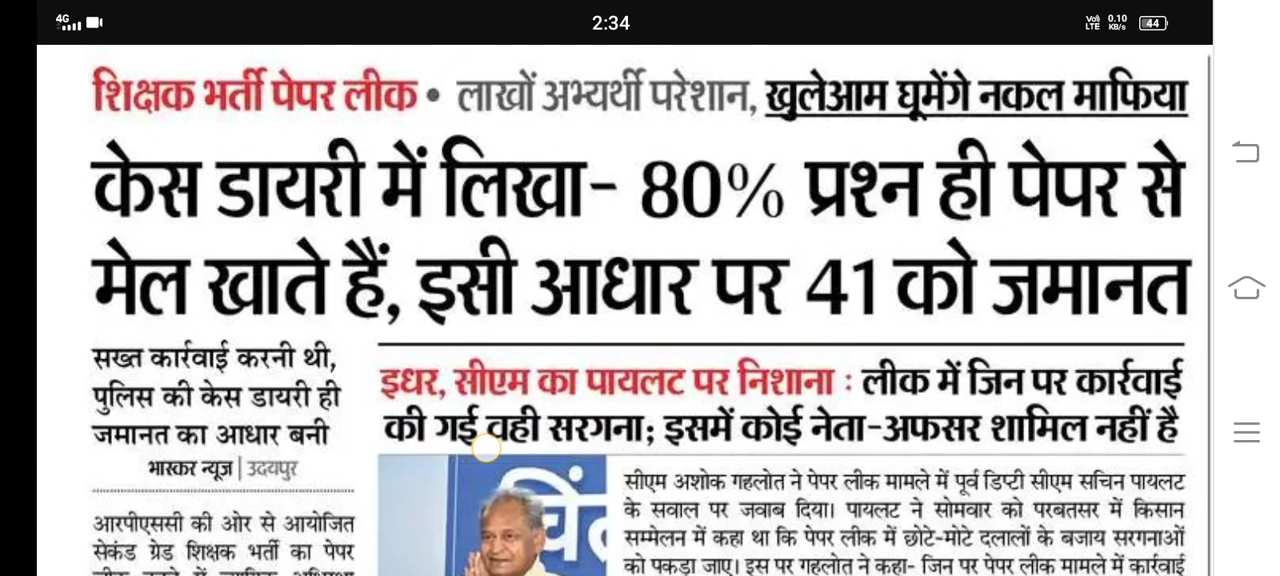 4G
2:34
Vo) LTE
0.10 KB/s
44
शिक्षक भर्ती पेपर लीक • लाखों अभ्यर्थी परेशान, खुलेआम घूमेंगे नकल माफिया
केस डायरी में लिखा- 80% प्रश्न ही पेपर से
मेल खाते हैं, इसी आधार पर 41 को जमानत
सख्त कार्रवाई करनी थी,
पुलिस की केस डायरी ही
जमानत का आधार बनी
भास्कर न्यूज | उदयपुर
आरपीएससी की ओर से आयोजित
सेकंड ग्रेड शिक्षक भर्ती का पेपर
इधर, सीएम का पायलट पर निशाना : लीक में जिन पर कार्रवाई
की गई वही सरगना; इसमें कोई नेता-अफसर शामिल नहीं है
सीएम अशोक गहलोत ने पेपर लीक मामले में पूर्व डिप्टी सीएम सचिन पायलट
के सवाल पर जवाब दिया। पायलट ने सोमवार को परबतसर में किसान
सम्मेलन में कहा था कि पेपर लीक में छोटे-मोटे दलालों के बजाय सरगनाओं
को पकड़ा जाए। इस पर गहलोत ने कहा- जिन पर पेपर लीक मामले में कार्रवाई